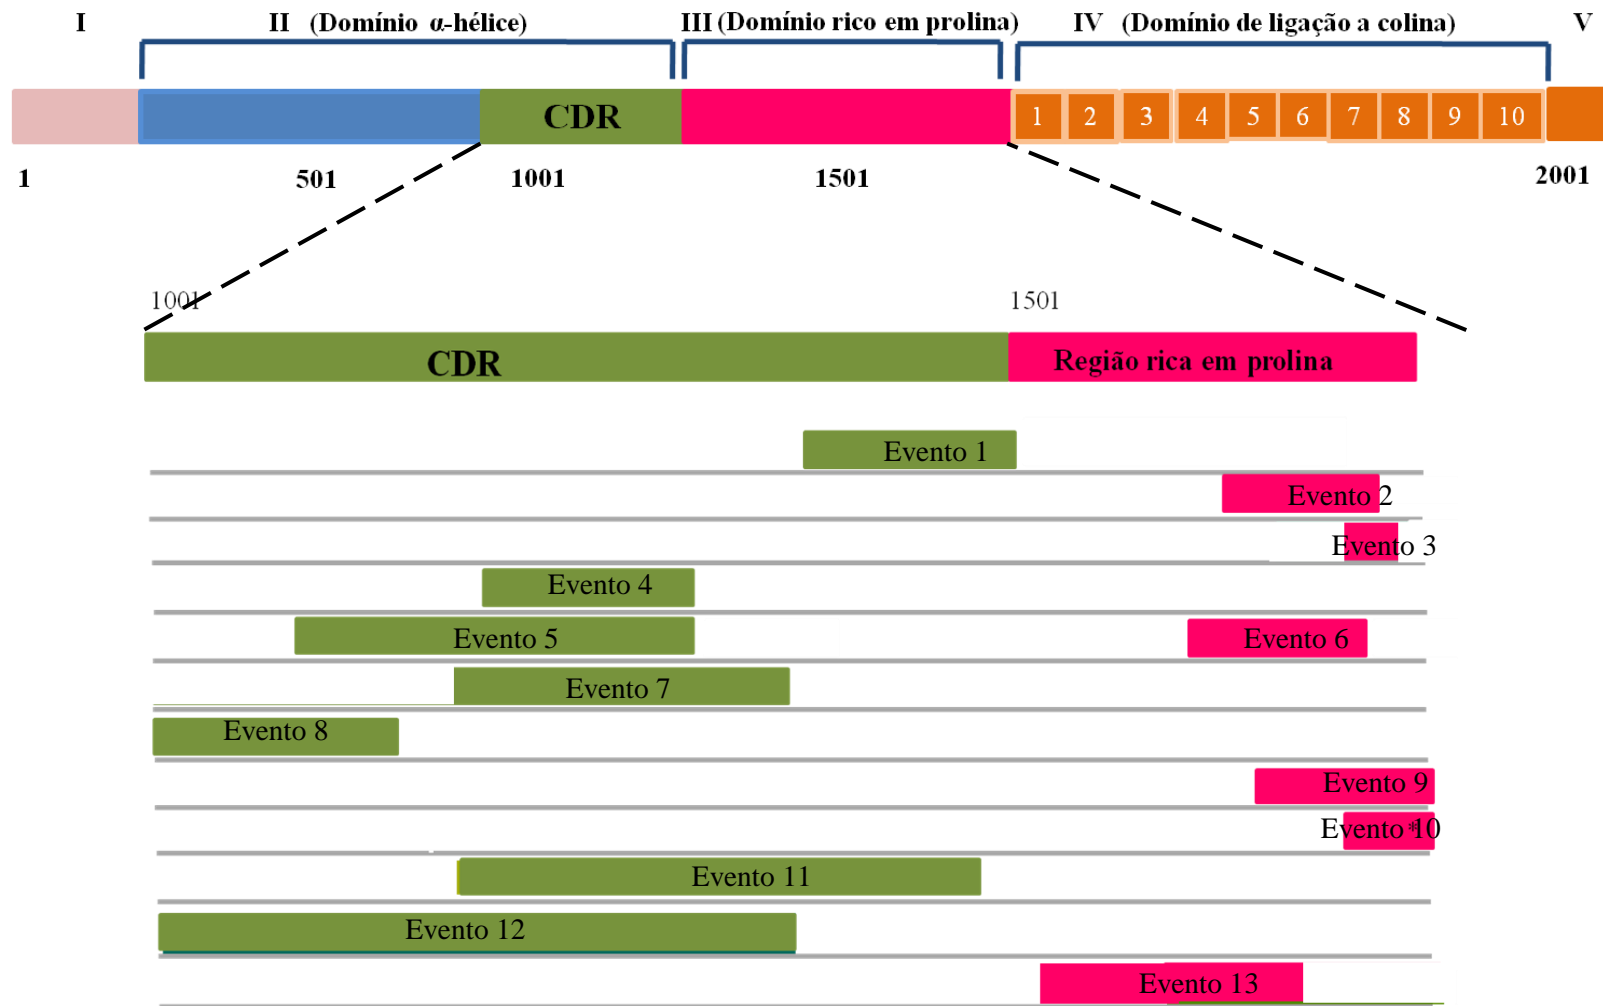 I II (Domínio α-hélice) III (Domínio rico em prolina) IV (Domínio de ligação a colina) V
CDR 1 2 3 4 5 6 7 8 9 10
1 501 1001 1501 2001
1001 1501
CDR Região rica em prolina
Evento 1
Evento 2
Evento 3
Evento 4
Evento 5 Evento 6
Evento 7
Evento 8
Evento 9
Evento *10
Evento 11
Evento 12
Evento 13